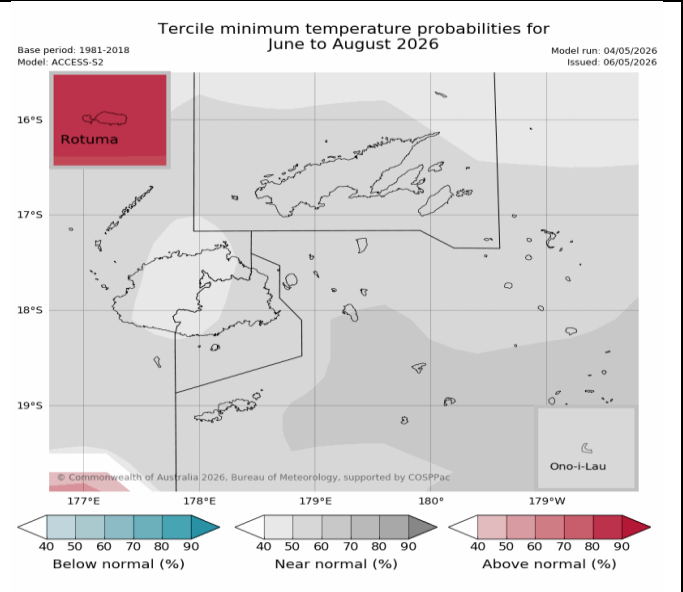 Tercile minimum temperature probabilities for
June to August 2026
Base period: 1981-2018
Model: ACCESS-S2
Model run: 04/05/2026
Issued: 06/05/2026
Rotuma
16°S
17°S
18°S
19°S
Ono-i-Lau
© Commonwealth of Australia 2026, Bureau of Meteorology, supported by COSPPac
177°E 178°E 179°E 180° 179°W
40 50 60 70 80 90 40 50 60 70 80 90 40 50 60 70 80 90
Below normal (%) Near normal (%) Above normal (%)